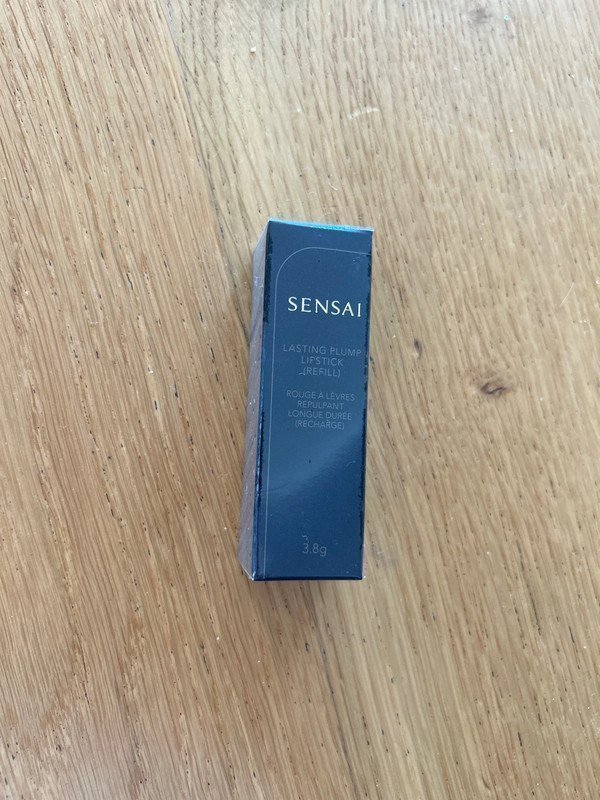 SENSAI
LASTING PLUMP
LIPSTICK
(REFILL)
ROUGE À LÈVRES
REPULPANT
LONGUE DURÉE
(RECHARGE)
3.8g